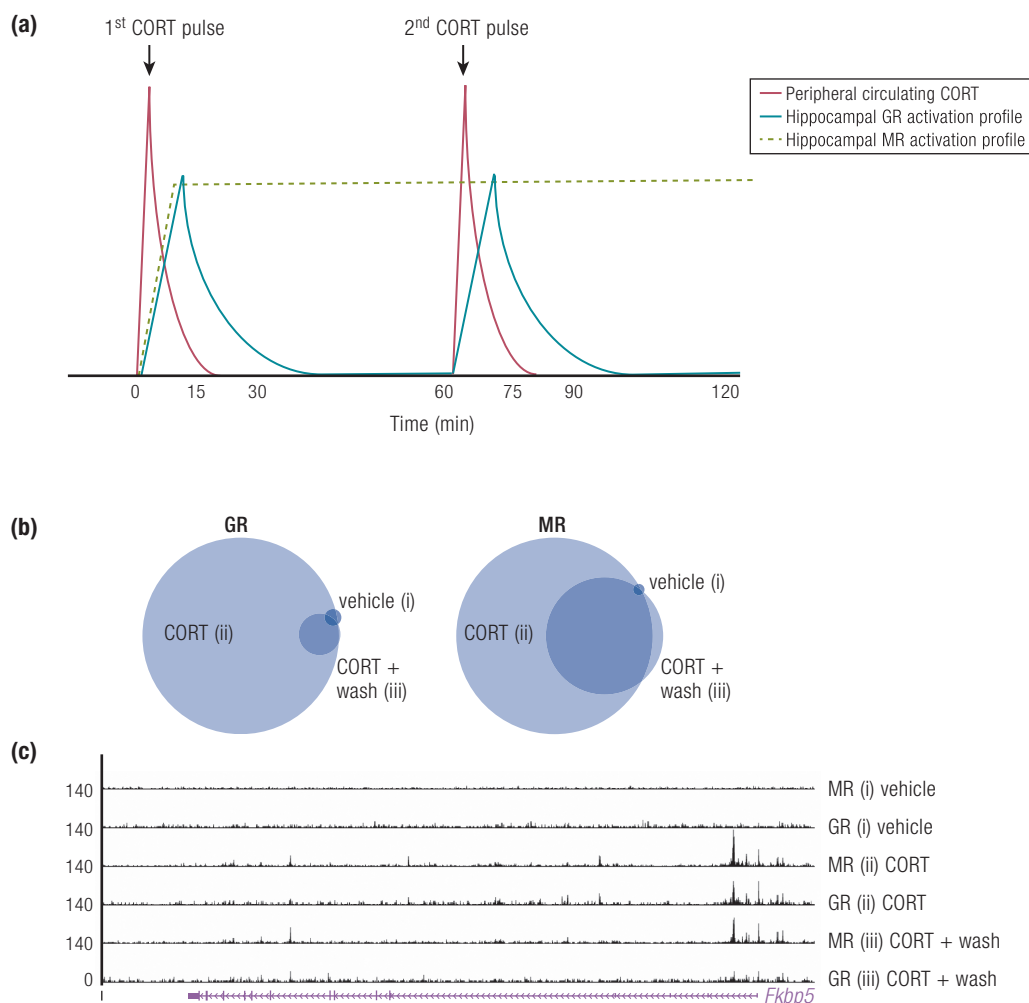 (a)
1st CORT pulse
2nd CORT pulse
Peripheral circulating CORT
Hippocampal GR activation profile
Hippocampal MR activation profile
0 15 30 60 75 90 120
Time (min)
(b)
GR
MR
vehicle (i)
CORT (ii)
CORT +
wash (iii)
vehicle (i)
CORT (ii)
CORT +
wash (iii)
(c)
140 MR (i) vehicle
140 GR (i) vehicle
140 MR (ii) CORT
140 GR (ii) CORT
140 MR (iii) CORT + wash
0 GR (iii) CORT + wash
Fkbp5